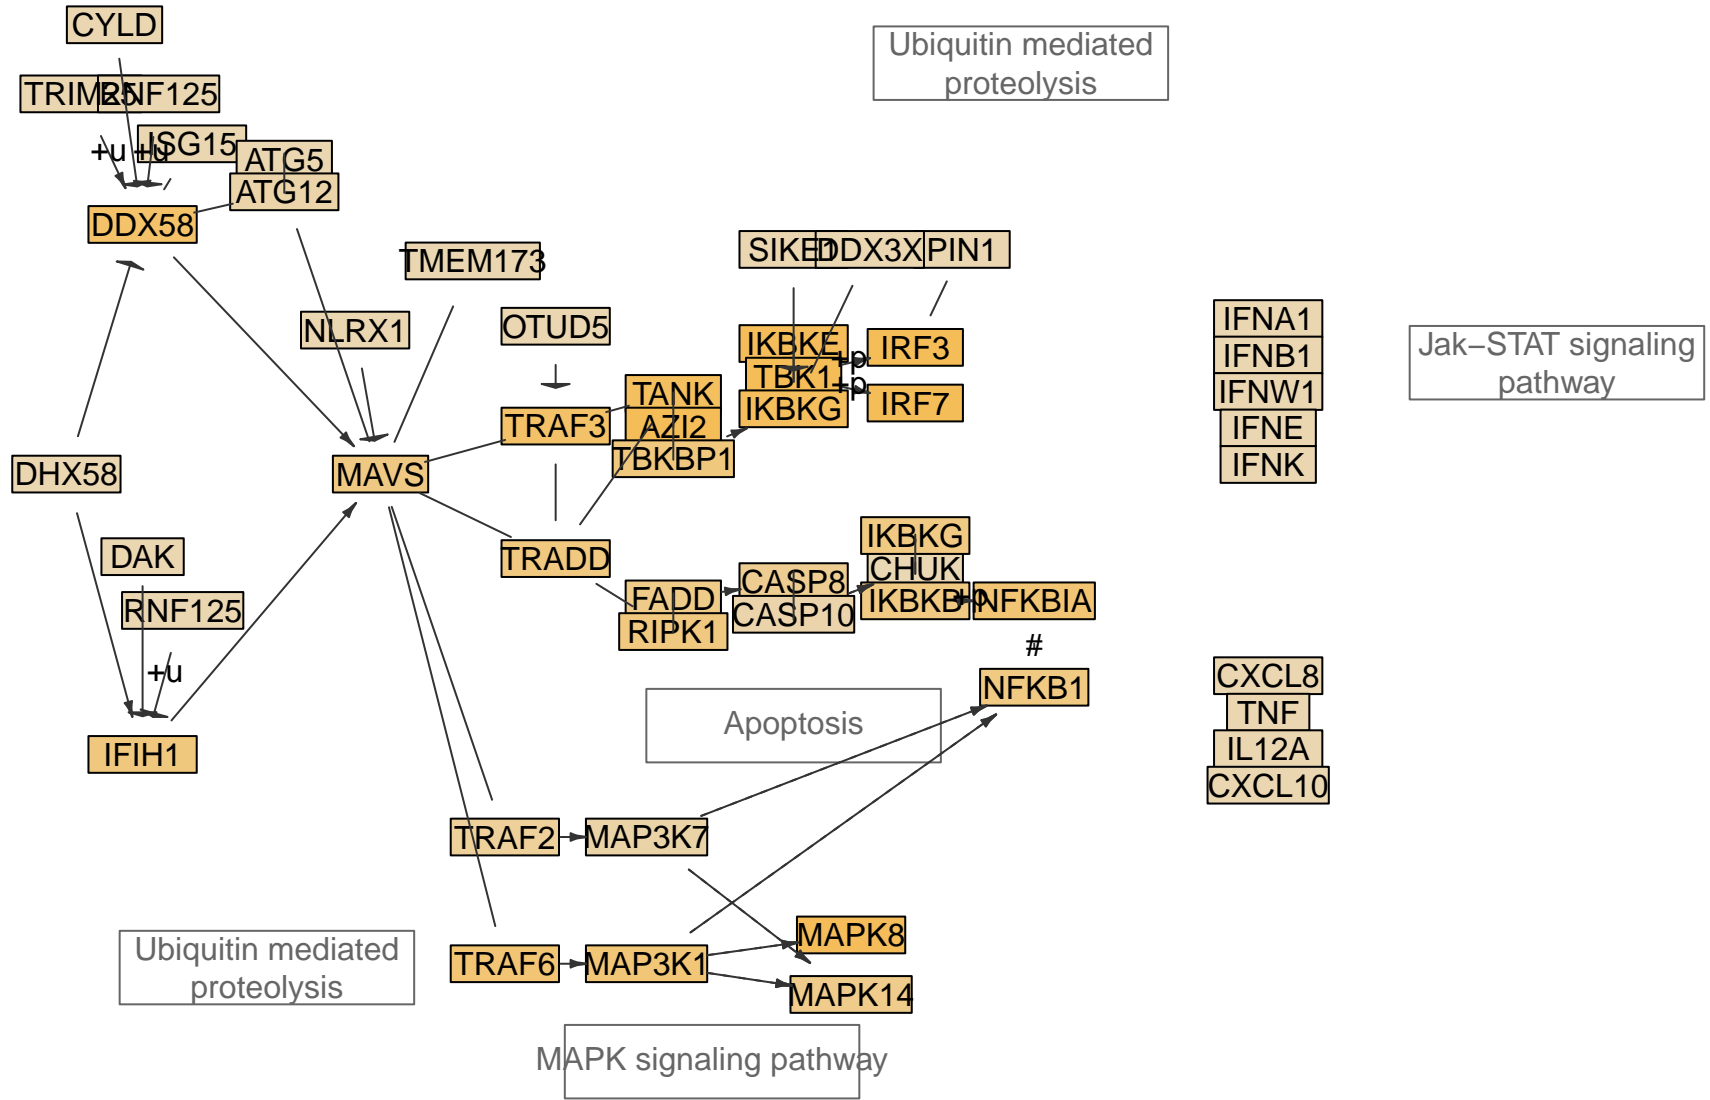 CYLD
Ubiquitin mediated
proteolysis
TRIM25
RNF125
ISG15
+u
+u
ATG5
ATG12
DDX58
TMEM173
SIKE1
DDX3X
PIN1
NLRX1
OTUD5
IKBKE
TBK1
IKBKG
+p
+p
IRF3
IRF7
IFNA1
IFNB1
IFNW1
IFNE
IFNK
Jak−STAT signaling
pathway
TANK
AZI2
TBKBP1
TRAF3
DHX58
MAVS
DAK
RNF125
+u
TRADD
IKBKG
CHUK
IKBKB
+p
NFKBIA
CASP8
CASP10
FADD
RIPK1
#
NFKB1
CXCL8
TNF
IL12A
CXCL10
Apoptosis
IFIH1
TRAF2
MAP3K7
MAPK8
TRAF6
MAP3K1
MAPK14
Ubiquitin mediated
proteolysis
MAPK signaling pathway